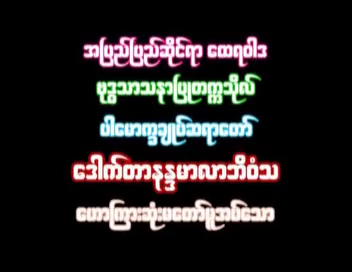 အပြည်ပြည်ဆိုင်ရာ ထေရဝါဒ
ဗုဒ္ဓသာသနာပြုတက္ကသိုလ်
ပါမောက္ခချုပ်ဆရာတော်
ဒေါက်တာနန္ဒမာလာဘိဝံသ
ဟောကြားဆုံးမတော်မူအပ်သော